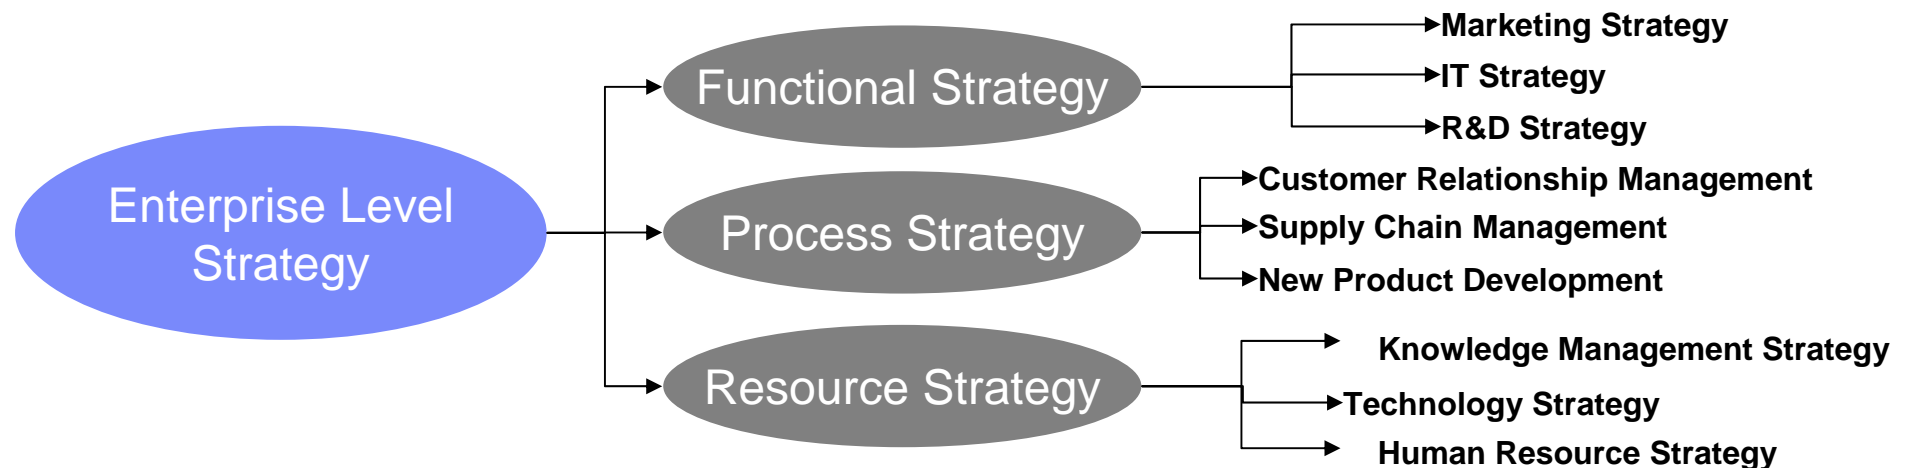 Enterprise Level
Strategy
Functional Strategy
Marketing Strategy
IT Strategy
R&D Strategy
Process Strategy
Customer Relationship Management
Supply Chain Management
New Product Development
Resource Strategy
Knowledge Management Strategy
Technology Strategy
Human Resource Strategy